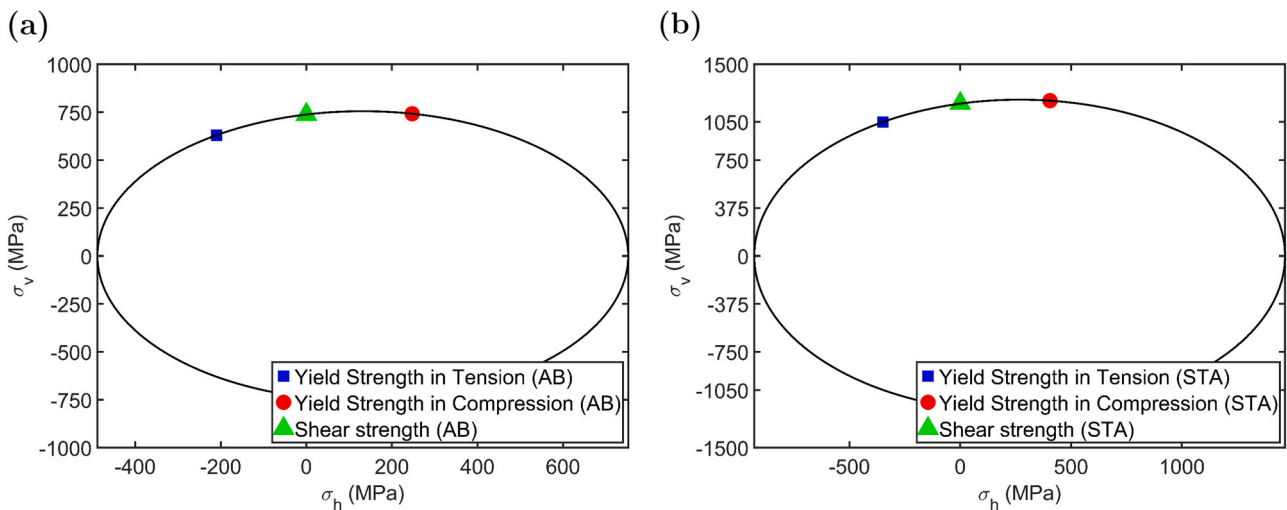 (a)
1000
750
500
250
0
-250
-500
-750
-1000
σv (MPa)
-400 -200 0 200 400 600
σh (MPa)
Yield Strength in Tension (AB)
Yield Strength in Compression (AB)
Shear strength (AB)
(b)
1500
1050
750
375
0
-375
-750
-1050
-1500
σv (MPa)
-500 0 500 1000
σh (MPa)
Yield Strength in Tension (STA)
Yield Strength in Compression (STA)
Shear strength (STA)